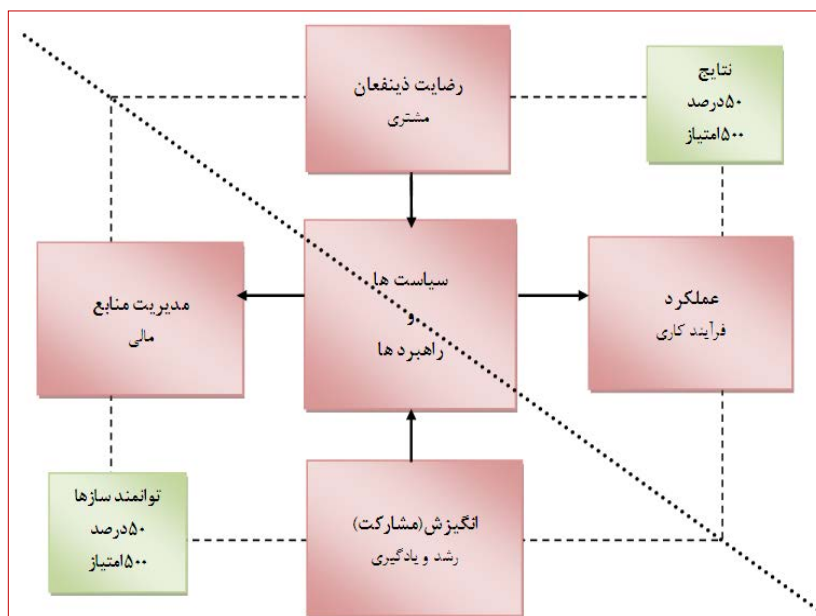 رضایت ذینفعان
مشتری
نتایج
۵۰درصد
۵۰۰امتیاز
سیاست ها
و
راهبرد ها
عملکرد
فرآیند کاری
مدیریت منابع
مالی
توانمند سازها
۵۰درصد
۵۰۰امتیاز
انگیزش(مشارکت)
رشد و یادگیری